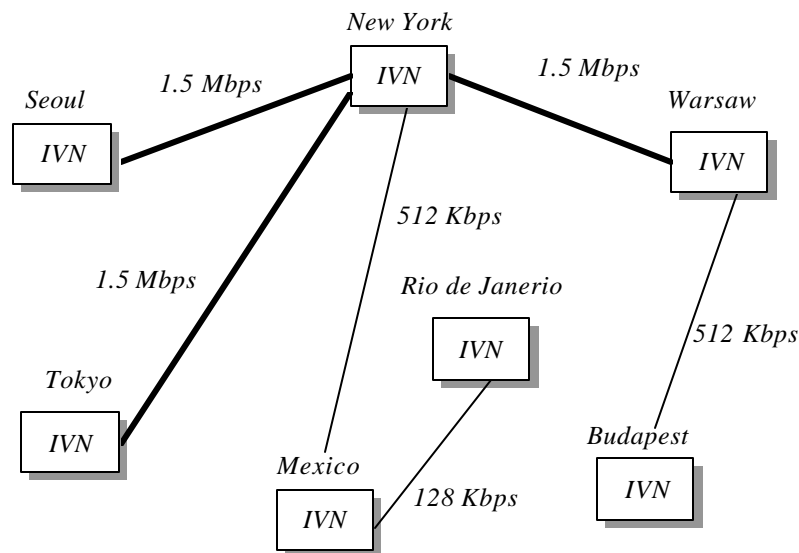 New York
IVN
1.5 Mbps
1.5 Mbps
Seoul
IVN
Warsaw
IVN
512 Kbps
1.5 Mbps
Rio de Janerio
IVN
512 Kbps
Tokyo
IVN
Budapest
IVN
Mexico
IVN
128 Kbps